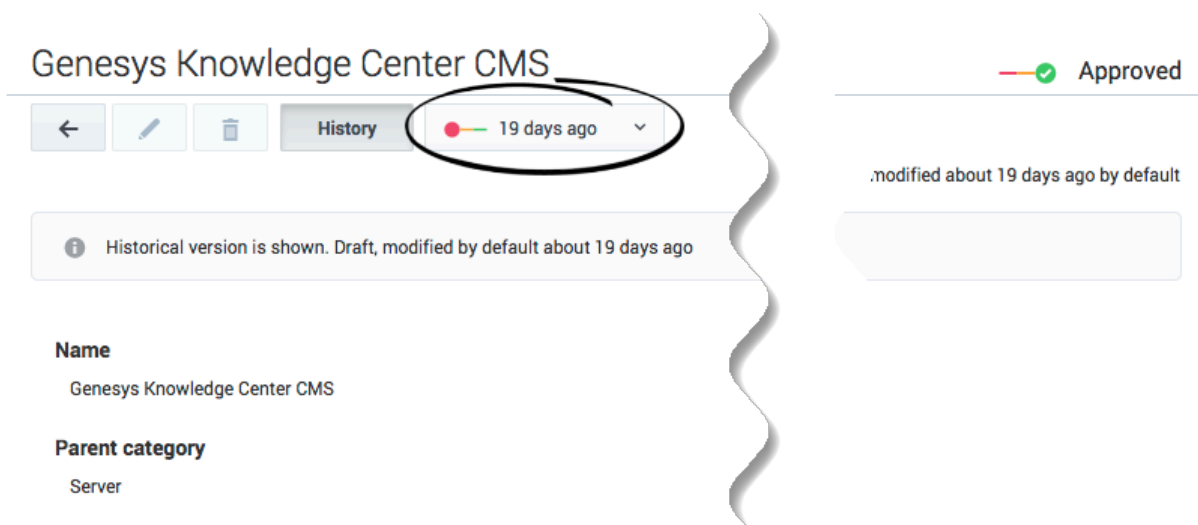 Genesys Knowledge Center CMS
Approved
History
19 days ago
modified about 19 days ago by default
Historical version is shown. Draft, modified by default about 19 days ago
Name
Genesys Knowledge Center CMS
Parent category
Server